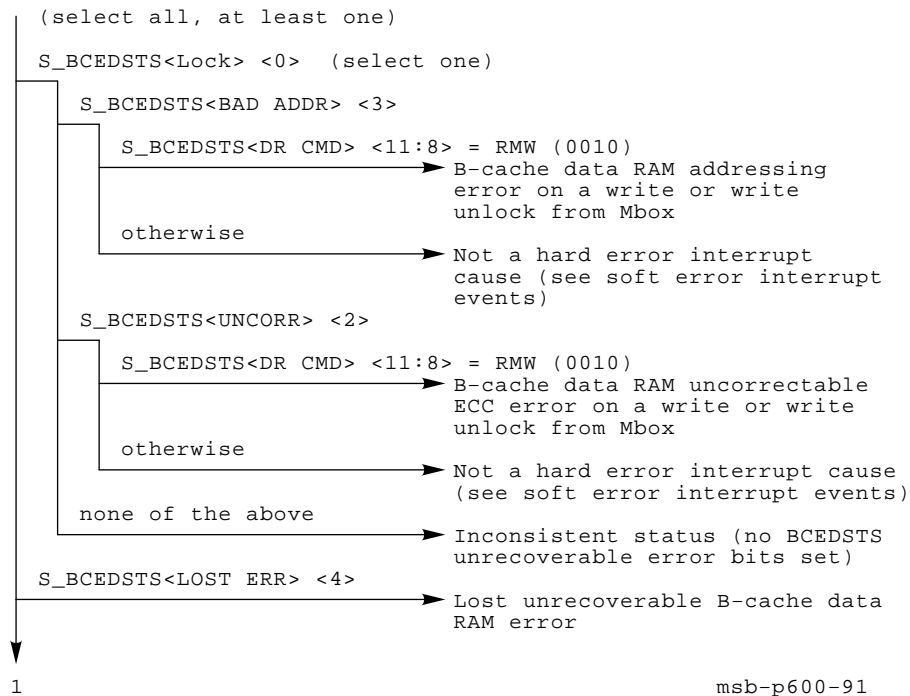 (select all, at least one)
S_BCEDSTS<Lock> <0>  (select one)
S_BCEDSTS<BAD ADDR> <3>
S_BCEDSTS<DR CMD> <11:8> = RMW (0010)
B-cache data RAM addressing
error on a write or write
unlock from Mbox
otherwise
Not a hard error interrupt
cause (see soft error interrupt
events)
S_BCEDSTS<UNCORR> <2>
S_BCEDSTS<DR CMD> <11:8> = RMW (0010)
B-cache data RAM uncorrectable
ECC error on a write or write
unlock from Mbox
otherwise
Not a hard error interrupt cause
(see soft error interrupt events)
none of the above
Inconsistent status (no BCEDSTS
unrecoverable error bits set)
S_BCEDSTS<LOST ERR> <4>
Lost unrecoverable B-cache data
RAM error
1
msb-p600-91